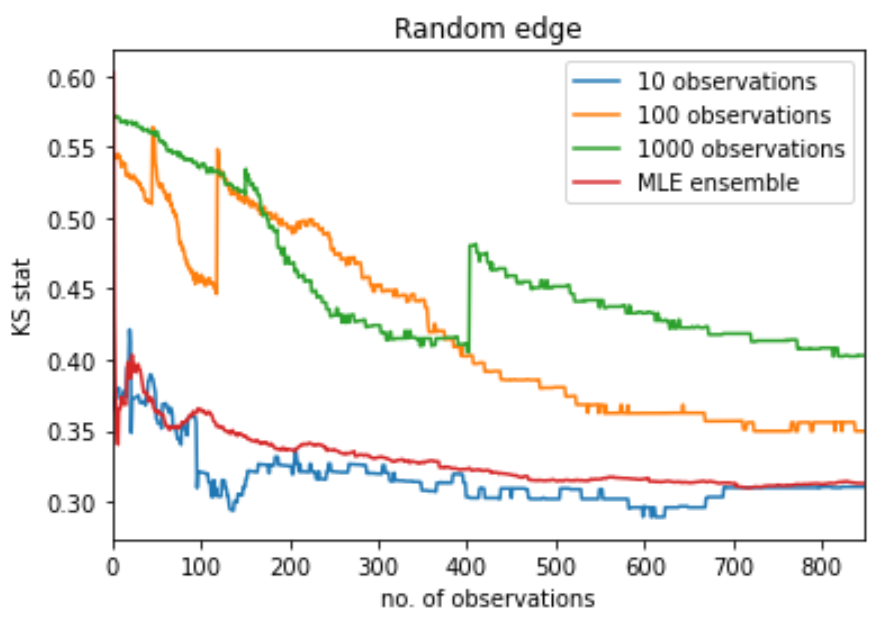 Random edge
10 observations
100 observations
1000 observations
MLE ensemble
KS stat
0.60
0.55
0.50
0.45
0.40
0.35
0.30
0 100 200 300 400 500 600 700 800
no. of observations